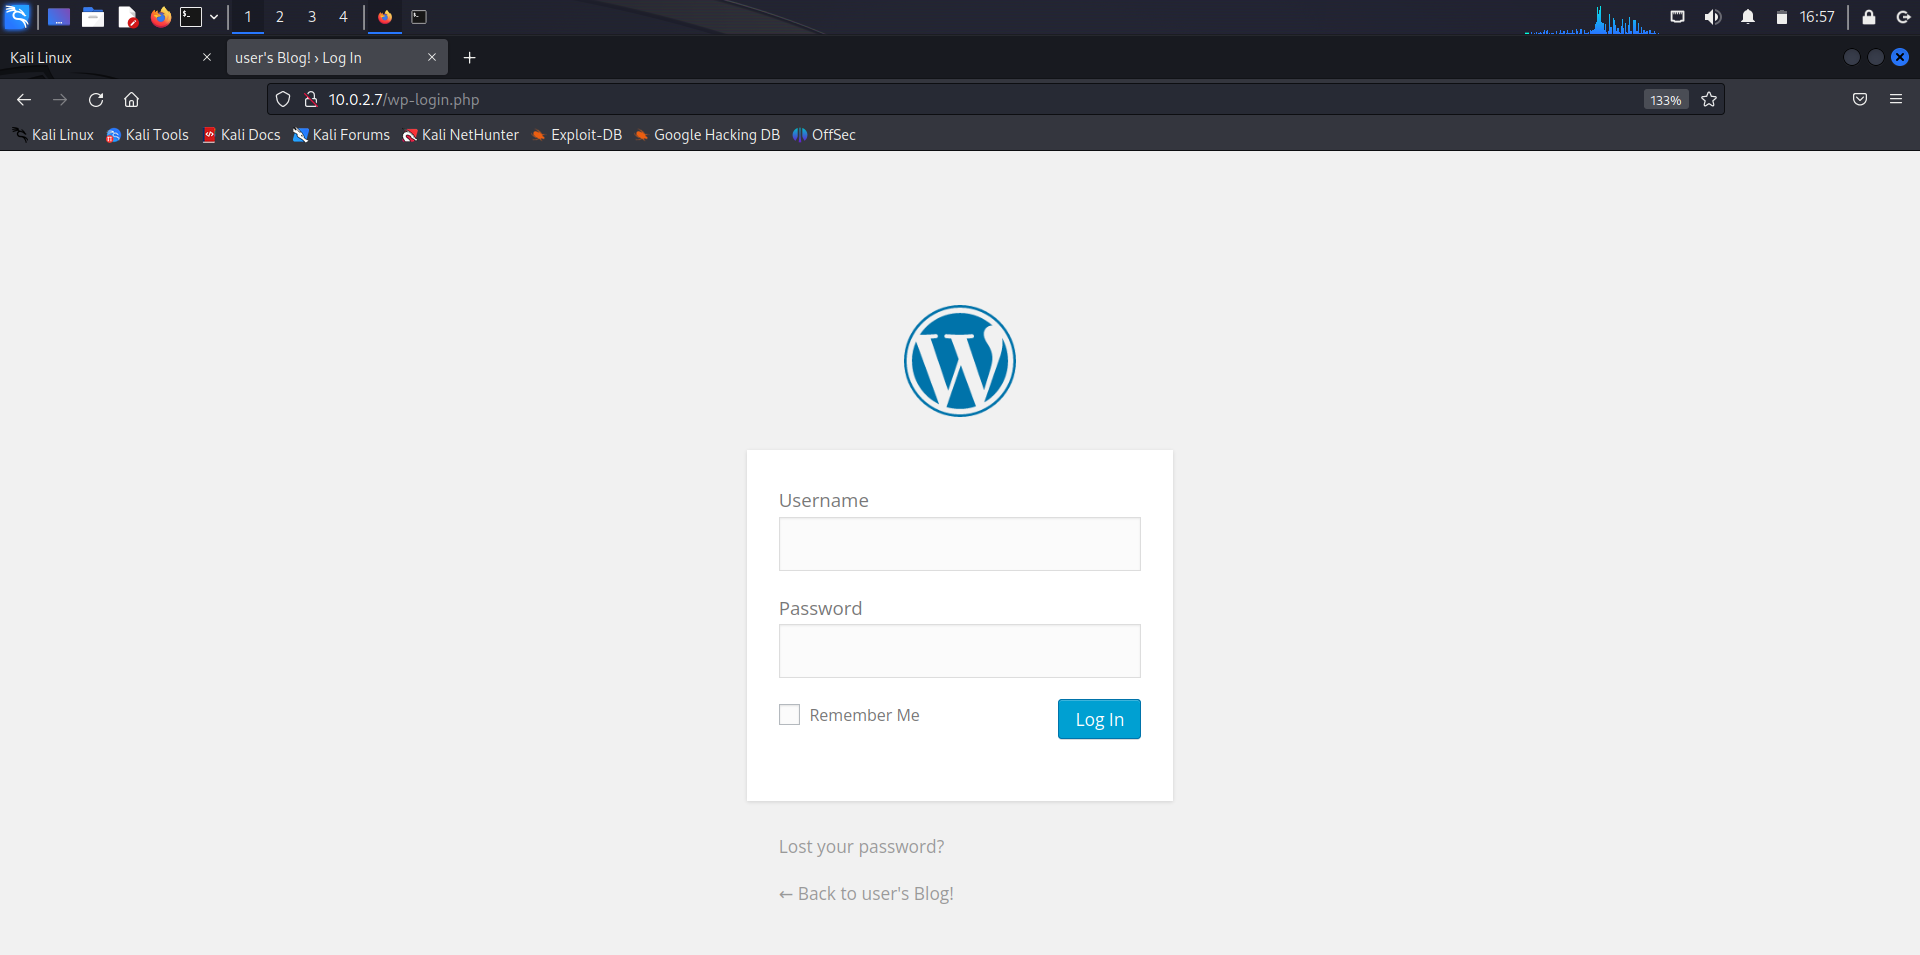 1 2 3 4 16:57
Kali Linux user's Blog! › Log In
10.0.2.7/wp-login.php 133%
Kali Linux Kali Tools Kali Docs Kali Forums Kali NetHunter Exploit-DB Google Hacking DB OffSec
Username
Password
Remember Me Log In
Lost your password?
← Back to user's Blog!